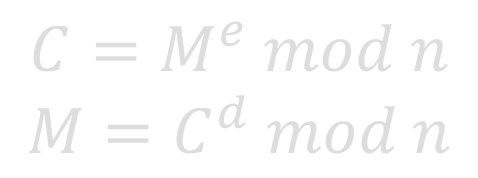 C = M^e mod n
M = C^d mod n